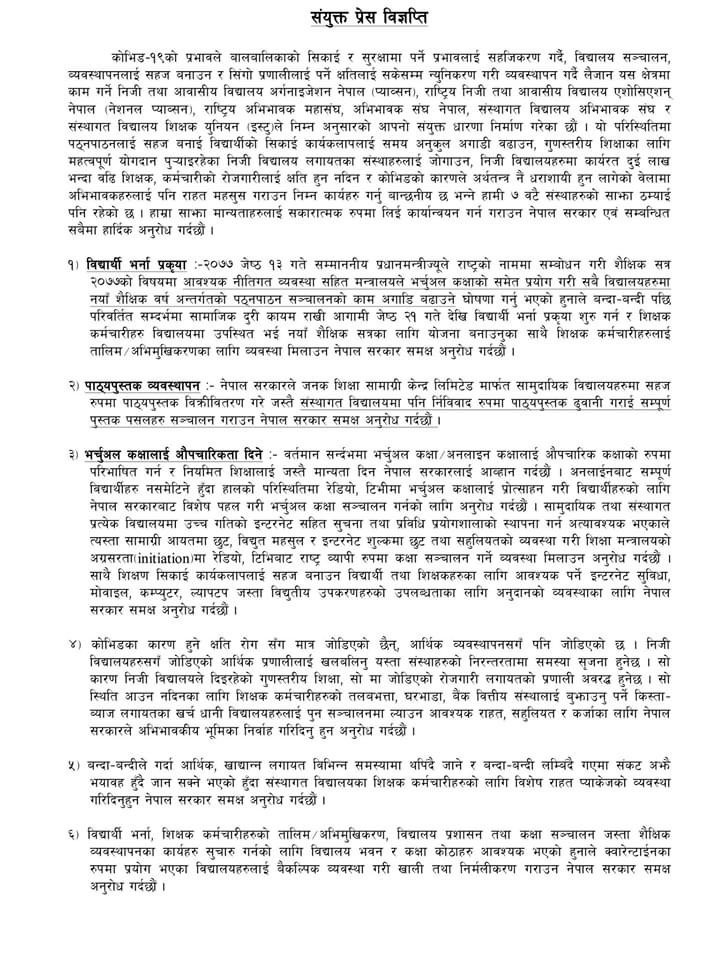 संयुक्त प्रेस विज्ञप्ति
कोभिड-१९को प्रभावले बालबालिकाको सिकाई र सुरक्षामा पर्ने प्रभावलाई सहजिकरण गर्दै, विद्यालय सञ्चालन,
व्यवस्थापनलाई सहज बनाउन र सिंगो प्रणालीलाई पर्ने क्षतिलाई सकेसम्म न्युनिकरण गरी व्यवस्थापन गर्दै लैजान यस क्षेत्रमा
काम गर्ने निजी तथा आवासीय विद्यालय अर्गनाइजेशन नेपाल (प्याव्सन), राष्ट्रिय निजी तथा आवासीय विद्यालय एशोसिएशन्
नेपाल (नेशनल प्याव्सन), राष्ट्रिय अभिभावक महासंघ, अभिभावक संघ नेपाल, संस्थागत विद्यालय अभिभावक संघ र
संस्थागत विद्यालय शिक्षक युनियन (इस्टु)ले निम्न अनुसारको आपनो संयुक्त धारणा निर्माण गरेका छौं । यो परिस्थितिमा
पठ्नपाठनलाई सहज बनाई विद्यार्थीको सिकाई कार्यकलापलाई समय अनुकुल अगाडी वढाउन, गुणस्तरीय शिक्षाका लागि
महत्वपूर्ण योगदान पुऱ्याइरहेका निजी विद्यालय लगायतका संस्थाहरुलाई जोगाउन, निजी विद्यालयहरुमा कार्यरत दुई लाख
भन्दा वढि शिक्षक, कर्मचारीको रोजगारीलाई क्षति हुन नदिन र कोभिडको कारणले अर्थतन्त्र नै धराशायी हुन लागेको वेलामा
अभिभावकहरुलाई पनि राहत महसुस गराउन निम्न कार्यहरु गर्नु वान्छनीय छ भन्ने हामी ७ वटै संस्थाहरुको साझा ठम्याई
पनि रहेको छ । हाम्रा साझा मान्यताहरुलाई सकारात्मक रुपमा लिई कार्यान्वयन गर्न गराउन नेपाल सरकार एवं सम्बन्धित
सबैमा हार्दिक अनुरोध गर्दछौं ।
१) विद्यार्थी भर्ना प्रकृया :-२०७७ जेष्ठ १३ गते सम्माननीय प्रधानमन्त्रीज्यूले राष्ट्रको नाममा सम्बोधन गरी शैक्षिक सत्र
२०७७को विषयमा आवश्यक नीतिगत व्यवस्था सहित मन्त्रालयले भर्चुअल कक्षाको समेत प्रयोग गरी सबै विद्यालयहरुमा
नयाँ शैक्षिक वर्ष अन्तर्गतको पठ्नपाठन सञ्चालनको काम अगाडि बढाउने घोषणा गर्नु भएको हुनाले बन्दा-बन्दी पछि
परिवर्तित सम्दर्भमा सामाजिक दुरी कायम राखी आगामी जेष्ठ २१ गते देखि विद्यार्थी भर्ना प्रकृया शुरु गर्न र शिक्षक
कर्मचारीहरु विद्यालयमा उपस्थित भई नयाँ शैक्षिक सत्रका लागि योजना बनाउनुका साथै शिक्षक कर्मचारीहरुलाई
तालिम/अभिमुखिकरणका लागि व्यवस्था मिलाउन नेपाल सरकार समक्ष अनुरोध गर्दछौं ।
२) पाठ्यपुस्तक व्यवस्थापन :- नेपाल सरकारले जनक शिक्षा सामाग्री केन्द्र लिमिटेड मार्फत सामुदायिक विद्यालयहरुमा सहज
रुपमा पाठ्यपुस्तक विक्रीवितरण गरे जस्तै संस्थागत विद्यालयमा पनि निर्विवाद रुपमा पाठ्यपुस्तक ढुवानी गराई सम्पूर्ण
पुस्तक पसलहरु सञ्चालन गराउन नेपाल सरकार समक्ष अनुरोध गर्दछौं ।
३) भर्चुअल कक्षालाई औपचारिकता दिने :- वर्तमान सर्न्दभमा भर्चुअल कक्षा/अनलाइन कक्षालाई औपचारिक कक्षाको रुपमा
परिभाषित गर्न र नियमित शिक्षालाई जस्तै मान्यता दिन नेपाल सरकारलाई आव्हान गर्दछौं । अनलाईनबाट सम्पूर्ण
विद्यार्थीहरु नसमेटिने हुँदा हालको परिस्थितिमा रेडियो, टिभीमा भर्चुअल कक्षालाई प्रोत्साहन गरी विद्यार्थीहरुको लागि
नेपाल सरकारबाट विशेष पहल गरी भर्चुअल कक्षा सञ्चालन गर्नको लागि अनुरोध गर्दछौं । सामुदायिक तथा संस्थागत
प्रत्येक विद्यालयमा उच्च गतिको इन्टरनेट सहित सुचना तथा प्रविधि प्रयोगशालाको स्थापना गर्न अत्यावश्यक भएकाले
त्यस्ता सामाग्री आयतमा छुट, विद्युत महसुल र इन्टरनेट शुल्कमा छुट तथा सहुलियतको व्यवस्था गरी शिक्षा मन्त्रालयको
अग्रसरता(initiation)मा रेडियो, टिभिबाट राष्ट्र व्यापी रुपमा कक्षा सञ्चालन गर्ने व्यवस्था मिलाउन अनुरोध गर्दछौं ।
साथै शिक्षण सिकाई कार्यकलापलाई सहज बनाउन विद्यार्थी तथा शिक्षकहरुका लागि आवश्यक पर्ने इन्टरनेट सुविधा,
मोवाइल, कम्प्युटर, ल्यापटप जस्ता विद्युतीय उपकरणहरुको उपलब्धताका लागि अनुदानको व्यवस्थाका लागि नेपाल
सरकार समक्ष अनुरोध गर्दछौं ।
४) कोभिडका कारण हुने क्षति रोग सँग मात्र जोडिएको छैन्, आर्थिक व्यवस्थापनसगँ पनि जोडिएको छ । निजी
विद्यालयहरुसगँ जोडिएको आर्थिक प्रणालीलाई खलबलिनु यस्ता संस्थाहरुको निरन्तरतामा समस्या सृजना हुनेछ । सो
कारण निजी विद्यालयले दिइरहेको गुणस्तरीय शिक्षा, सो मा जोडिएको रोजगारी लगायतको प्रणाली अवरद्ध हुनेछ । सो
स्थिति आउन नदिनका लागि शिक्षक कर्मचारीहरुको तलबभत्ता, घरभाडा, बैंक वित्तीय संस्थालाई बुझाउनु पर्ने किस्ता-
व्याज लगायतका खर्च धानी विद्यालयहरुलाई पुन सञ्चालनमा ल्याउन आवश्यक राहत, सहुलियत र कर्जाका लागि नेपाल
सरकारले अभिभावकीय भूमिका निर्वाह गरिदिनु हुन अनुरोध गर्दछौं ।
५) बन्दा-बन्दीले गर्दा आर्थिक, खाद्यान्न लगायत बिभिन्न समस्यामा थपिंदै जाने र बन्दा-बन्दी लम्बिदै गएमा संकट अझै
भयावह हुँदै जान सक्ने भएको हुँदा संस्थागत विद्यालयका शिक्षक कर्मचारीहरुको लागि विशेष राहत प्याकेजको व्यवस्था
गरिदिनुहुन नेपाल सरकार समक्ष अनुरोध गर्दछौं ।
६) विद्यार्थी भर्ना, शिक्षक कर्मचारीहरुको तालिम/अभिमुखिकरण, विद्यालय प्रशासन तथा कक्षा सञ्चालन जस्ता शैक्षिक
व्यवस्थापनका कार्यहरु सुचारु गर्नको लागि विद्यालय भवन र कक्षा कोठाहरु आवश्यक भएको हुनाले क्वारेन्टाईनका
रुपमा प्रयोग भएका विद्यालयहरुलाई बैकल्पिक व्यवस्था गरी खाली तथा निर्मलीकरण गराउन नेपाल सरकार समक्ष
अनुरोध गर्दछौं ।